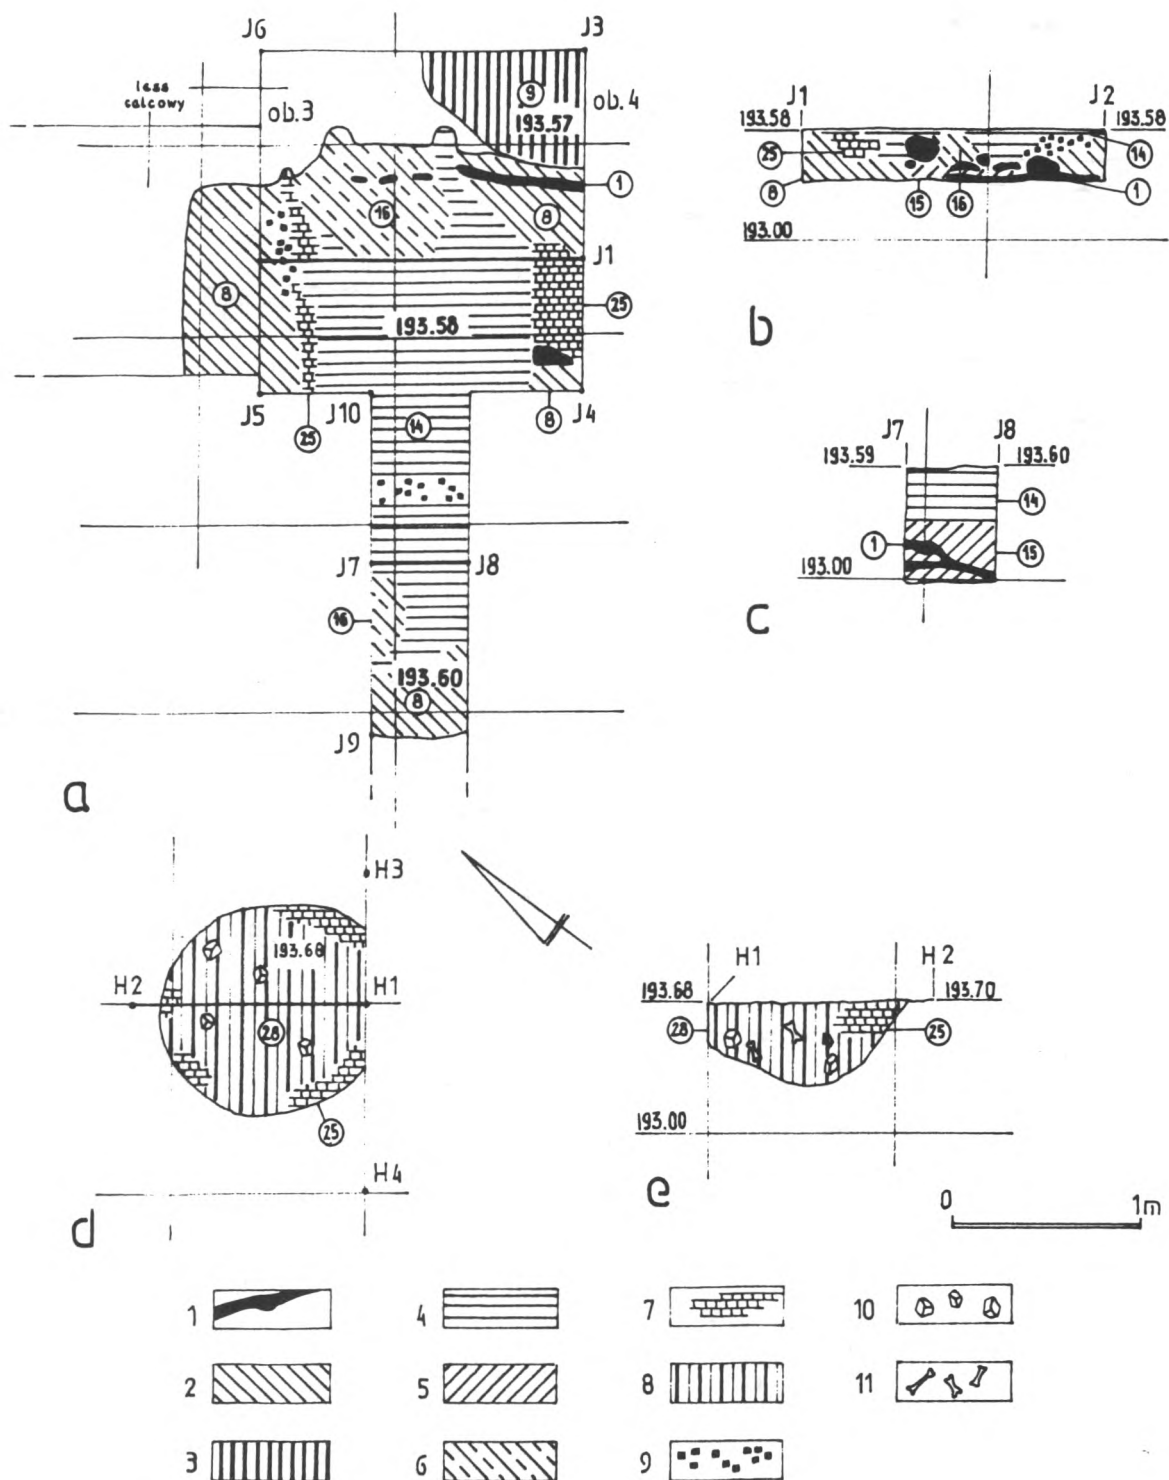 J6 J3
less calcowy
ob.3 9 ob.4
193.57
1
16 8
J1
8 25
193.58
J5 J10 J4
25 14 8
J7 J8
16
193.60
8
J9
a
J1 J2
193.58 193.58
25 14
8 15 16 1
193.00
b
J7 J8
193.59 193.60
14
1 15
193.00
c
H3
193.68
H2 H1
28
25
H4
d
H1 H2
193.68 193.70
28 25
193.00
e
0 1m
1 4 7 10
2 5 8 11
3 6 9